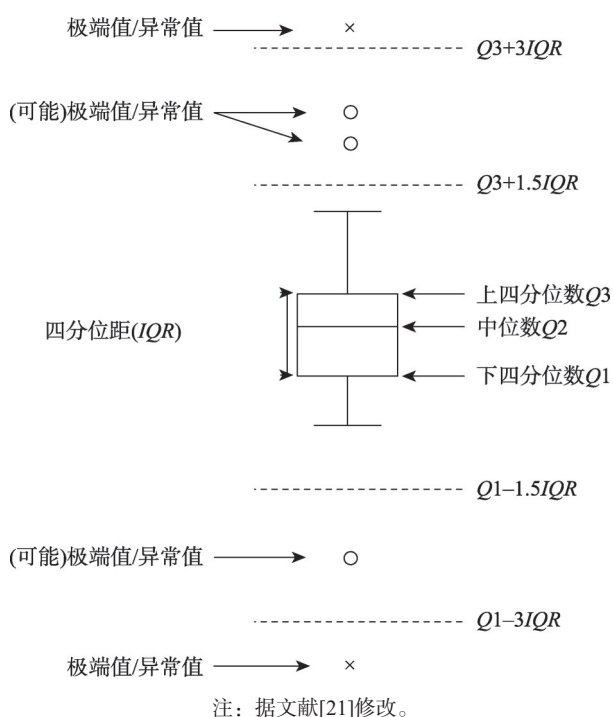 极端值/异常值
×
Q3+3IQR
(可能)极端值/异常值
Q3+1.5IQR
上四分位数Q3
四分位距(IQR)
中位数Q2
下四分位数Q1
Q1–1.5IQR
(可能)极端值/异常值
Q1–3IQR
极端值/异常值
×
注：据文献[21]修改。